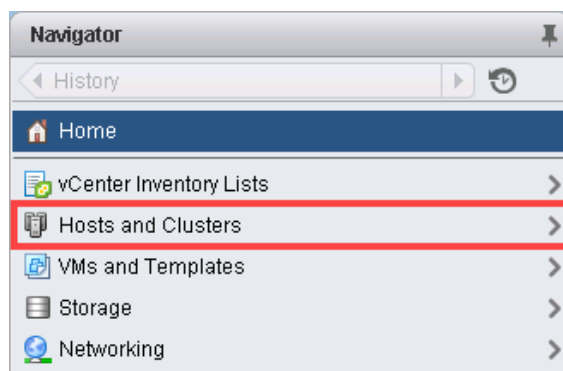 Navigator
History
Home
vCenter Inventory Lists
Hosts and Clusters
VMs and Templates
Storage
Networking